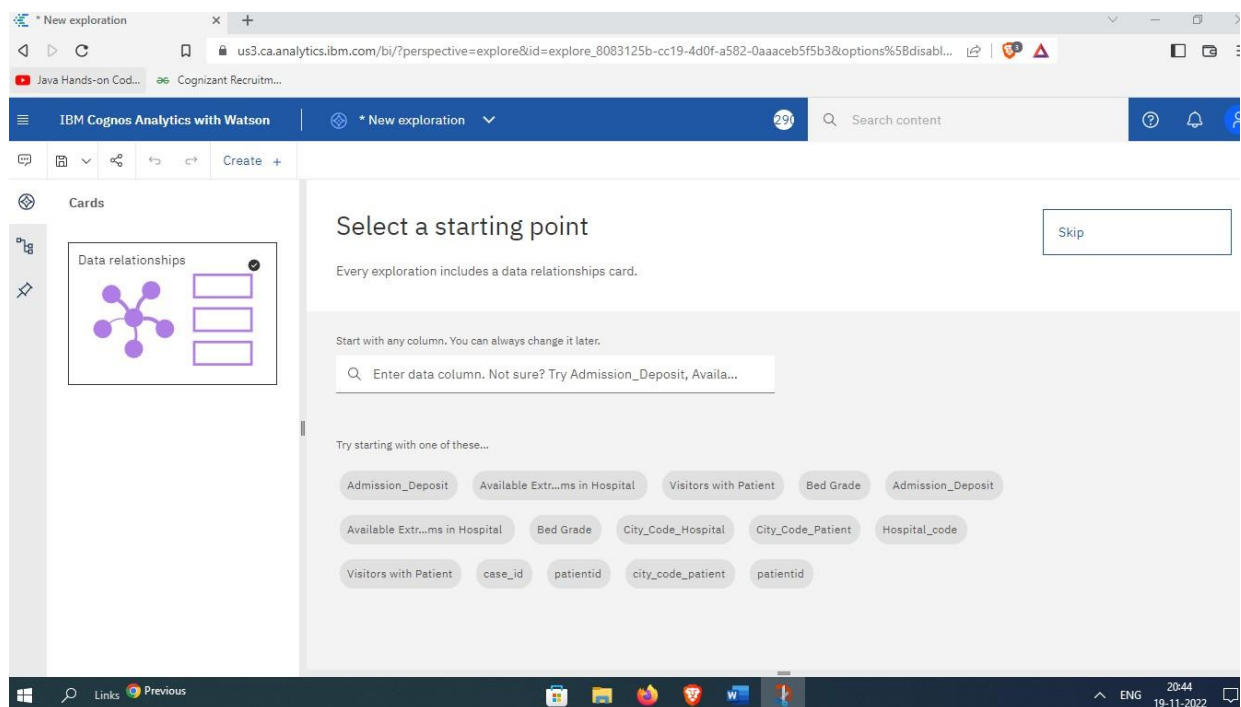 * New exploration
us3.ca.analytics.ibm.com/bi/?perspective=explore&id=explore_8083125b-cc19-4d0f-a582-0aaaceb5f5b3&options%5Bdisabl...
Java Hands-on Cod... Cognizant Recruitm...
IBM Cognos Analytics with Watson * New exploration 290 Search content
Create +
Cards
Data relationships
Select a starting point
Skip
Every exploration includes a data relationships card.
Start with any column. You can always change it later.
Enter data column. Not sure? Try Admission_Deposit, Availa...
Try starting with one of these...
Admission_Deposit Available Extr...ms in Hospital Visitors with Patient Bed Grade Admission_Deposit
Available Extr...ms in Hospital Bed Grade City_Code_Hospital City_Code_Patient Hospital_code
Visitors with Patient case_id patientid city_code_patient patientid
Links Previous ENG 20:44
19-11-2022